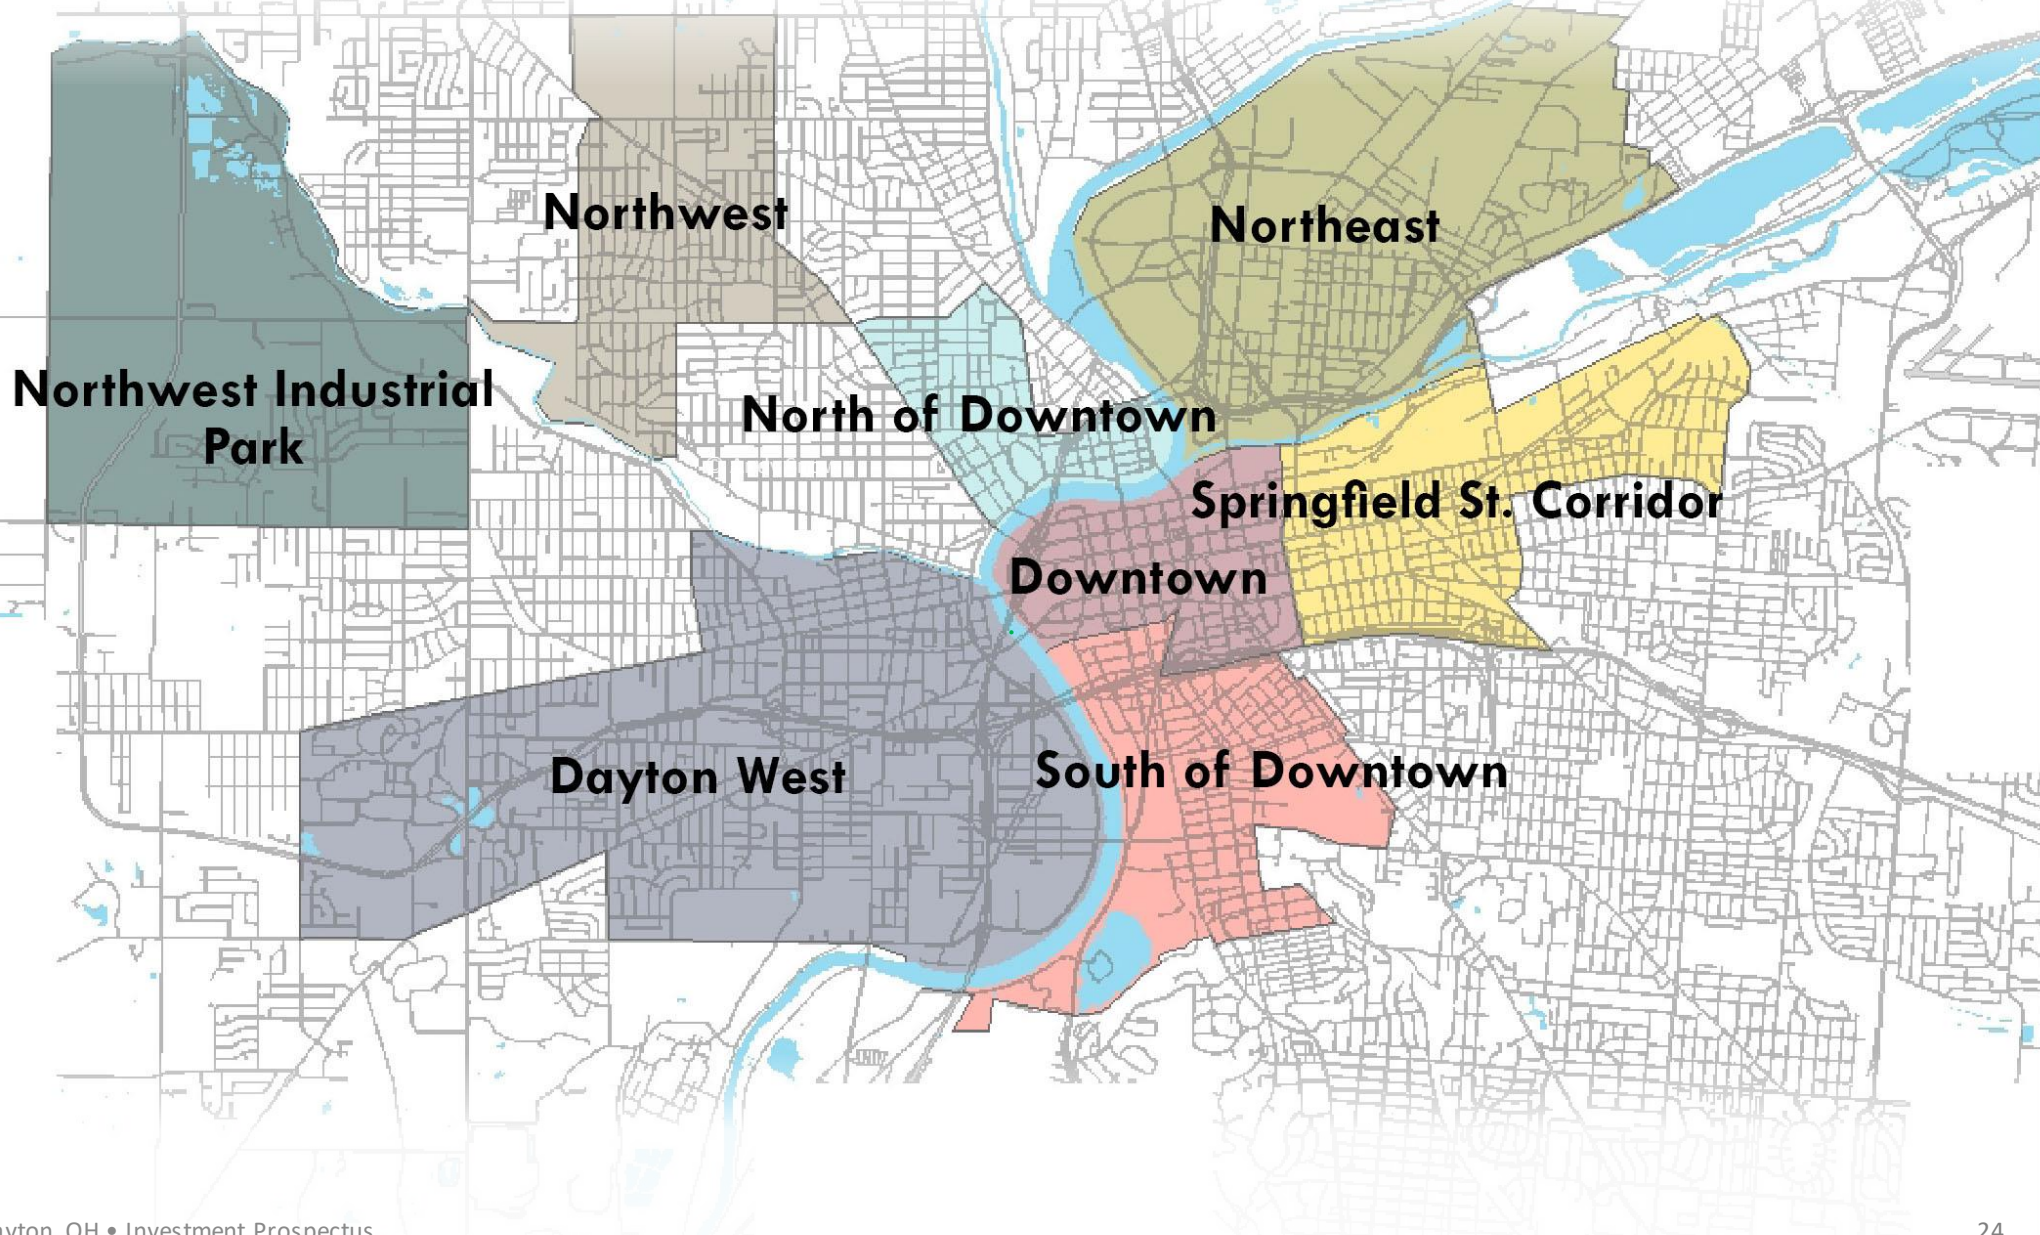 Northwest
Northeast
Northwest Industrial
Park
North of Downtown
Springfield St. Corridor
Downtown
Dayton West
South of Downtown
ayton, OH • Investment Prospectus
24